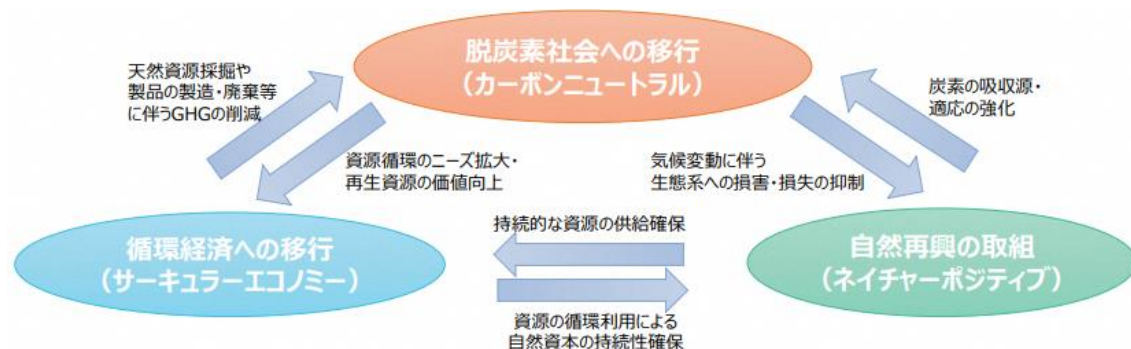 脱炭素社会への移行
（カーボンニュートラル）
天然資源採掘や
製品の製造・廃棄等
に伴うGHGの削減
炭素の吸収源・
適応の強化
資源循環のニーズ拡大・
再生資源の価値向上
気候変動に伴う
生態系への損害・損失の抑制
持続的な資源の供給確保
循環経済への移行
（サーキュラーエコノミー）
自然再興の取組
（ネイチャーポジティブ）
資源の循環利用による
自然資本の持続性確保